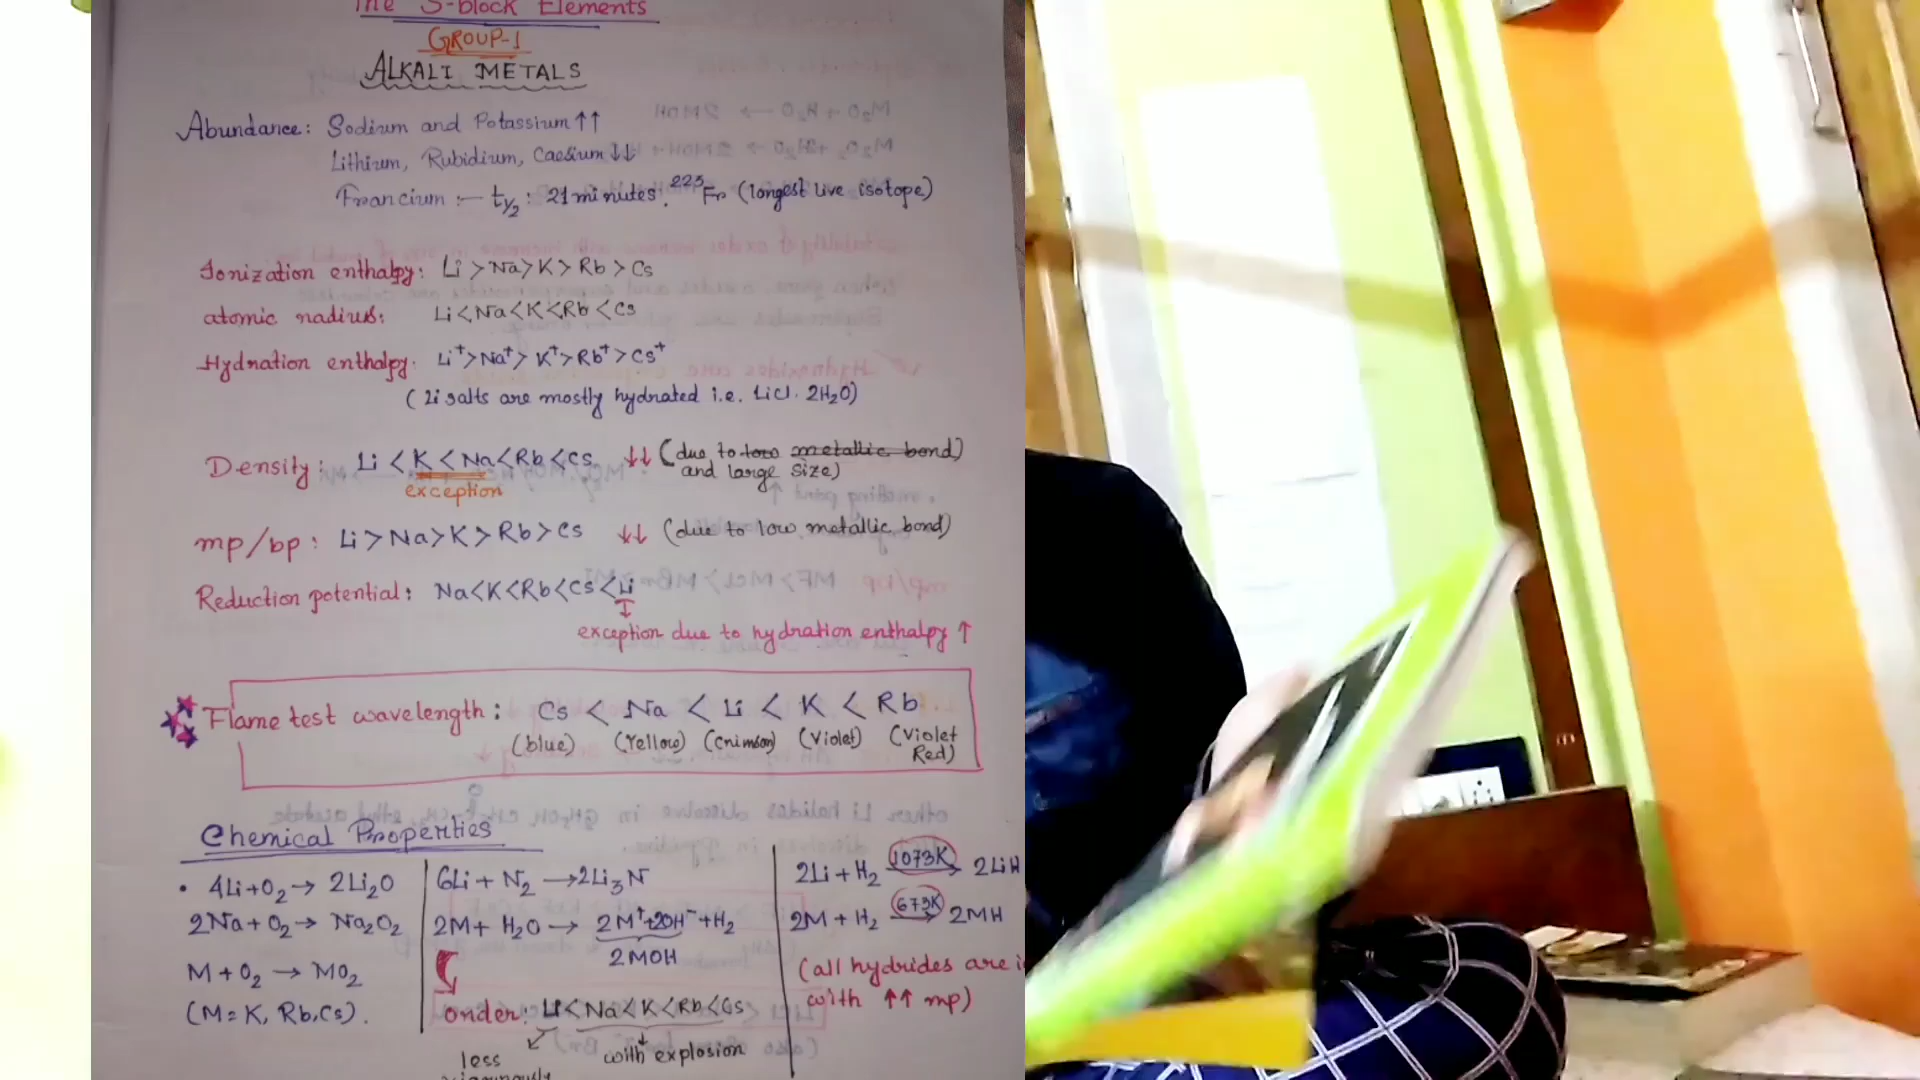 The S-block Elements
GROUP-1
ALKALI METALS
Abundance: Sodium and Potassium ↑↑
Lithium, Rubidium, Caesium ↓↓
Francium :- t½ : 21 minutes. ²²³Fr (longest live isotope)
Ionization enthalpy: Li > Na > K > Rb > Cs
atomic radius: Li < Na < K < Rb < Cs
Hydration enthalpy: Li⁺ > Na⁺ > K⁺ > Rb⁺ > Cs⁺
( Li salts are mostly hydrated i.e. LiCl. 2H₂O)
Density: Li < K < Na < Rb < Cs ↓↓ (due to low metallic bond)
and large size)
exception
mp/bp: Li > Na > K > Rb > Cs ↓↓ (due to low metallic bond)
Reduction potential: Na < K < Rb < Cs < Li
exception due to hydration enthalpy ↑
Flame test wavelength: Cs < Na < Li < K < Rb
(blue) (Yellow) (Crimson) (Violet) (Violet
Red)
Chemical Properties
• 4Li + O₂ → 2Li₂O
2Na + O₂ → Na₂O₂
M + O₂ → MO₂
(M = K, Rb, Cs).
6Li + N₂ → 2Li₃N
2M + H₂O → 2M⁺ + 2OH⁻ + H₂
2MOH
order: Li < Na < K < Rb < Cs
less with explosion
2Li + H₂ 1073K → 2LiH
2M + H₂ 673K → 2MH
(all hydrides are
with ↑↑ mp)